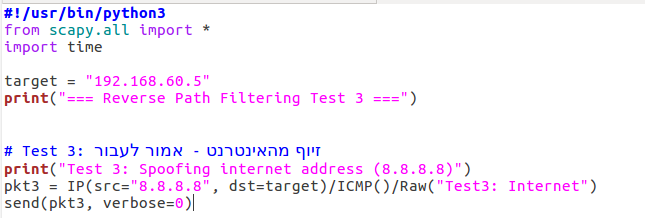 #!/usr/bin/python3
from scapy.all import *
import time
target = "192.168.60.5"
print("=== Reverse Path Filtering Test 3 ===")
# Test 3: זיוף מהאינטרנט - אמור לעבור
print("Test 3: Spoofing internet address (8.8.8.8)")
pkt3 = IP(src="8.8.8.8", dst=target)/ICMP()/Raw("Test3: Internet")
send(pkt3, verbose=0)